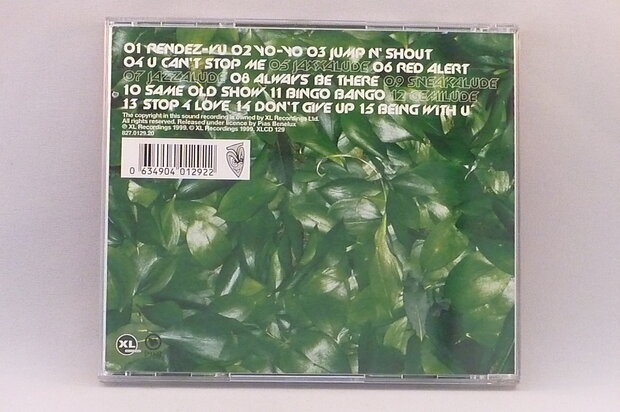 01 RENDEZ-VU 02 YO-YO 03 JUMP N' SHOUT
04 U CAN'T STOP ME 05 JAXXALUDE 06 RED ALERT
07 JAZZALUDE 08 ALWAYS BE THERE 09 SNEAKALUDE
10 SAME OLD SHOW 11 BINGO BANGO 12 GEMILUDE
13 STOP 4 LOVE 14 DON'T GIVE UP 15 BEING WITH U
The copyright in this sound recording is owned by XL Recordings Ltd.
All rights reserved. Released under licence by Pias Benelux
℗ XL Recordings 1999. © XL Recordings 1999. XLCD 129
827.0129.20
0 634904 012922
XL